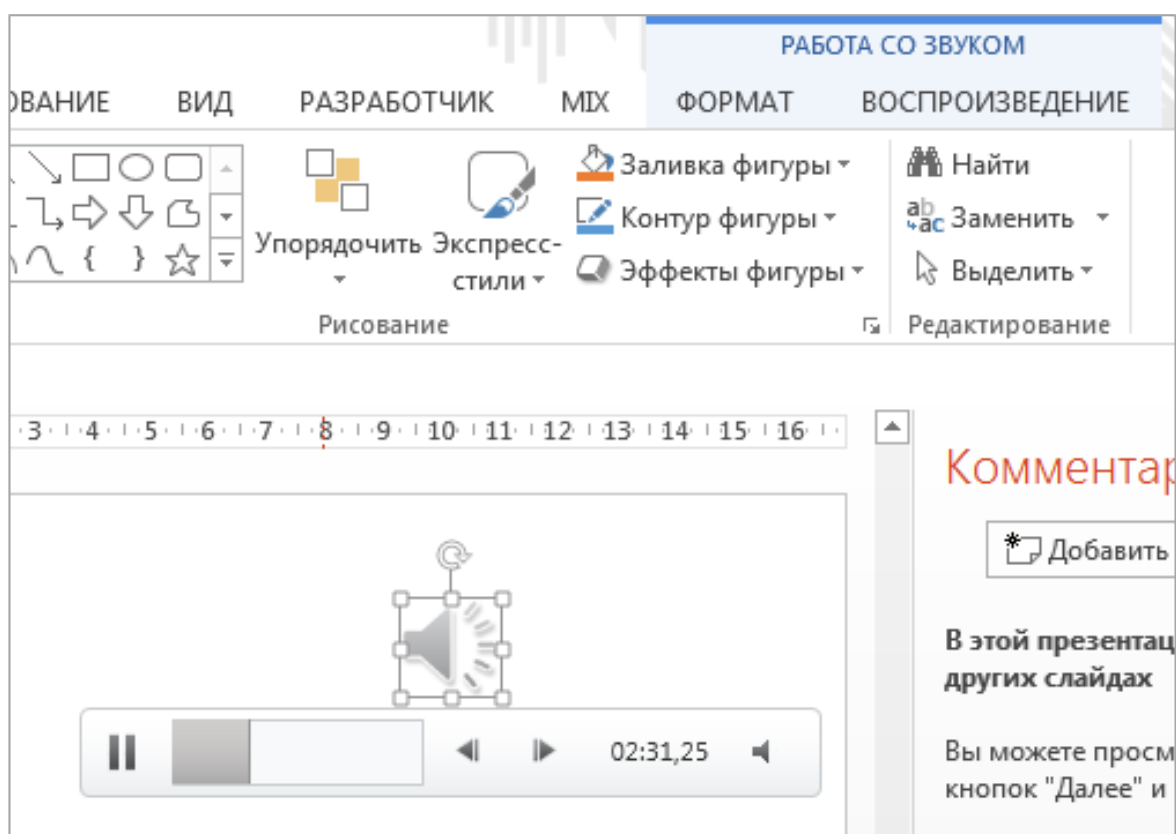 РАБОТА СО ЗВУКОМ
ОВАНИЕ ВИД РАЗРАБОТЧИК MIX ФОРМАТ ВОСПРОИЗВЕДЕНИЕ
Заливка фигуры Найти
Контур фигуры Заменить
Упорядочить Экспресс-
стили
Эффекты фигуры Выделить
Рисование Редактирование
3 4 5 6 7 8 9 10 11 12 13 14 15 16
Комментар
Добавить
В этой презентац
других слайдах
02:31,25
Вы можете просм
кнопок "Далее" и